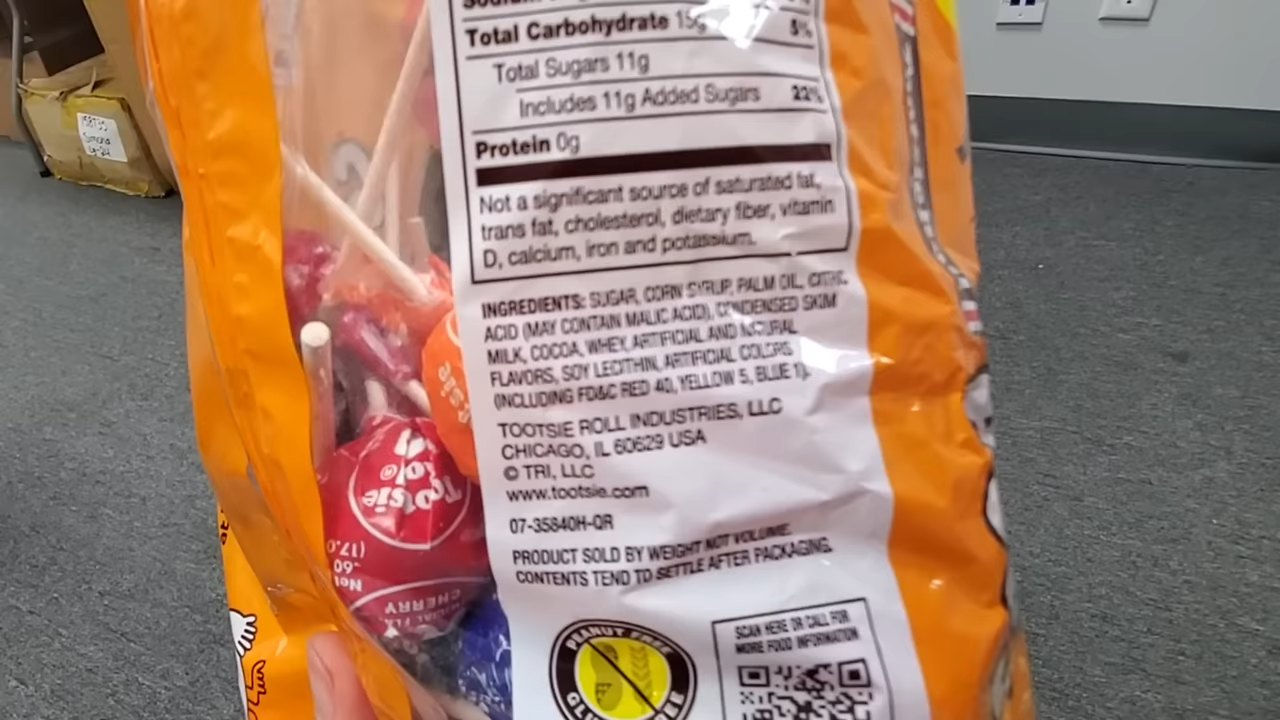 Total Carbohydrate 15g 5%
Total Sugars 11g
Includes 11g Added Sugars 22%
Protein 0g
Not a significant source of saturated fat,
trans fat, cholesterol, dietary fiber, vitamin
D, calcium, iron and potassium.
INGREDIENTS: SUGAR, CORN SYRUP, PALM OIL, CITRIC
ACID (MAY CONTAIN MALIC ACID), CONDENSED SKIM
MILK, COCOA, WHEY, ARTIFICIAL AND NATURAL
FLAVORS, SOY LECITHIN, ARTIFICIAL COLORS
(INCLUDING FD&C RED 40, YELLOW 5, BLUE 1).
TOOTSIE ROLL INDUSTRIES, LLC
CHICAGO, IL 60629 USA
© TRI, LLC
www.tootsie.com
07-35840H-QR
PRODUCT SOLD BY WEIGHT NOT VOLUME.
CONTENTS TEND TO SETTLE AFTER PACKAGING.
PEANUT FREE
SCAN HERE OR CALL FOR
MORE FOOD INFORMATION
Tootsie
CHERRY